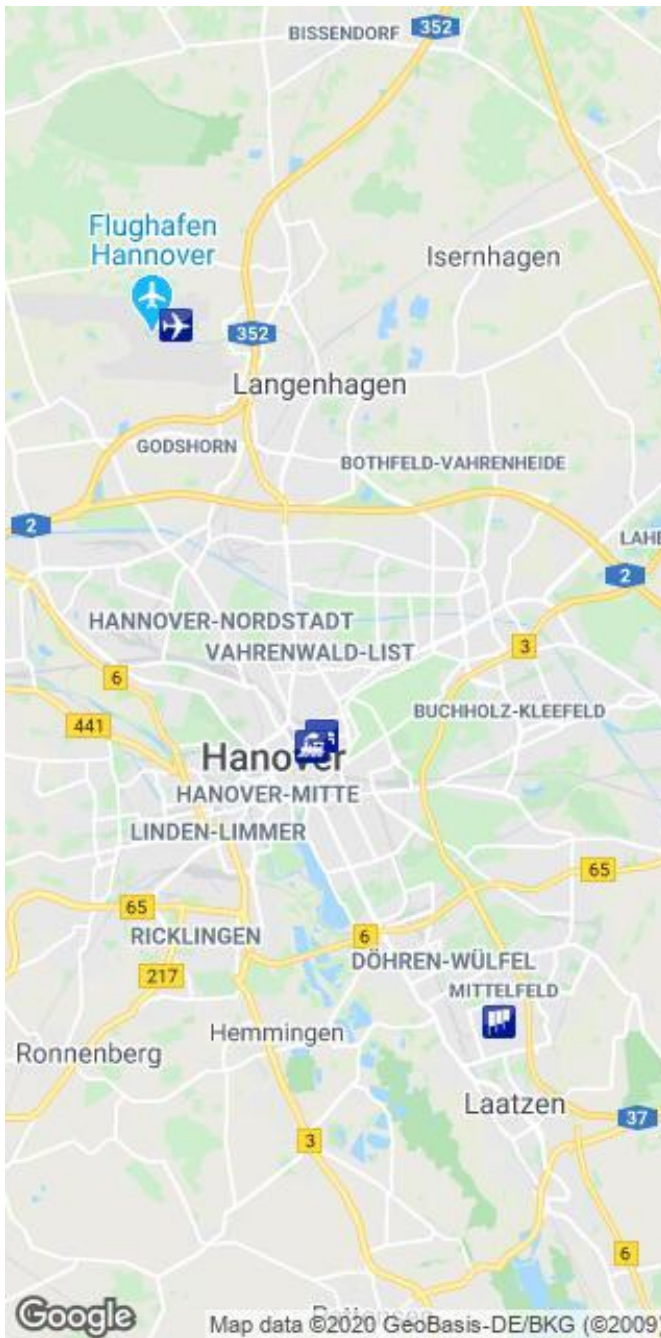 BISSENDORF
352
Flughafen
Hannover
Isernhagen
352
Langenhagen
GODSHORN
BOTHFELD-VAHRENHEIDE
2
LAHE
2
HANNOVER-NORDSTADT
3
VAHRENWALD-LIST
6
441
BUCHHOLZ-KLEEFELD
Hanover
HANOVER-MITTE
LINDEN-LIMMER
65
65
RICKLINGEN
6
217
DÖHREN-WÜLFEL
MITTELFELD
Hemmingen
Ronnenberg
Laatzen
37
3
6
Google
Map data ©2020 GeoBasis-DE/BKG (©2009